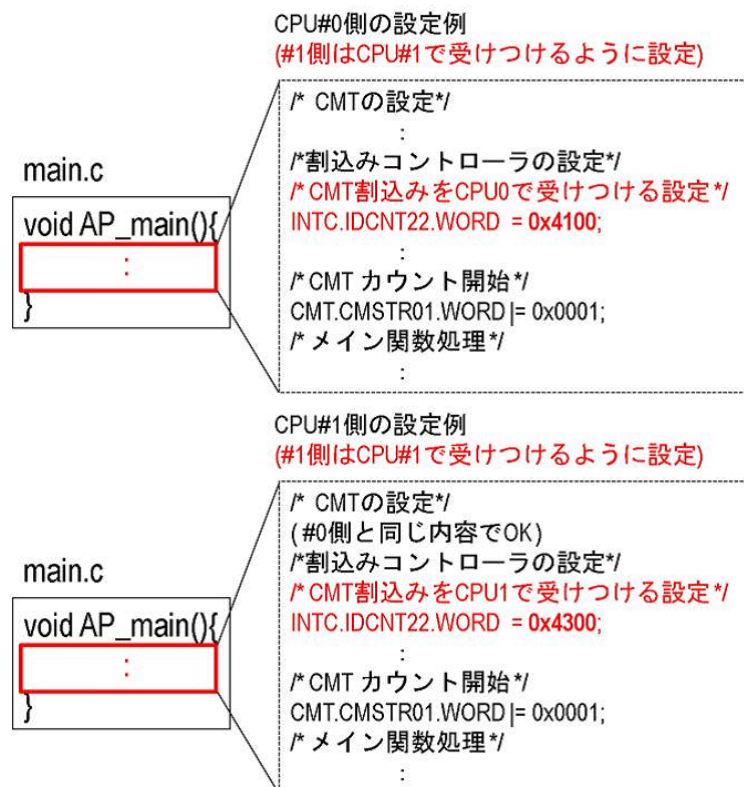 CPU#0側の設定例
(#1側はCPU#1で受けつけるように設定)
/* CMTの設定*/
:
/*割込みコントローラの設定*/
/*CMT割込みをCPU0で受けつける設定*/
INTC.IDCNT22.WORD = 0x4100;
:
/*CMT カウント開始*/
CMT.CMSTR01.WORD |= 0x0001;
/*メイン関数処理*/
:
main.c
void AP_main(){
:
}
CPU#1側の設定例
(#1側はCPU#1で受けつけるように設定)
/* CMTの設定*/
(#0側と同じ内容でOK)
/*割込みコントローラの設定*/
/*CMT割込みをCPU1で受けつける設定*/
INTC.IDCNT22.WORD = 0x4300;
:
/*CMT カウント開始*/
CMT.CMSTR01.WORD |= 0x0001;
/*メイン関数処理*/
:
main.c
void AP_main(){
:
}